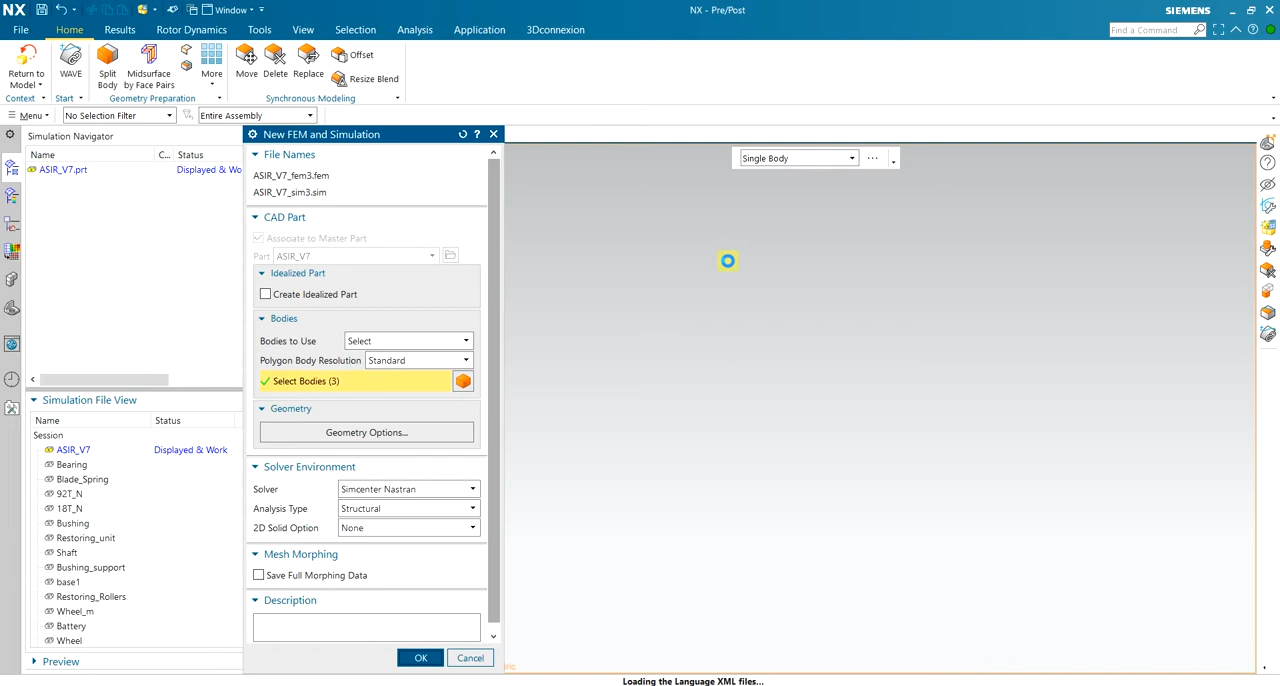 NX
Window
NX - Pre/Post
SIEMENS
File
Home
Results
Rotor Dynamics
Tools
View
Selection
Analysis
Application
3Dconnexion
Find a Command
Return to
Model
WAVE
Split
Body
Midsurface
by Face Pairs
More
Move
Delete
Replace
Offset
Resize Blend
Context
Start
Geometry Preparation
Synchronous Modeling
Menu
No Selection Filter
Entire Assembly
Simulation Navigator
Name
C...
Status
ASIR_V7.prt
Displayed & Wo
Simulation File View
Name
Status
Session
ASIR_V7
Displayed & Work
Bearing
Blade_Spring
92T_N
18T_N
Bushing
Restoring_unit
Shaft
Bushing_support
base1
Restoring_Rollers
Wheel_m
Battery
Wheel
Preview
New FEM and Simulation
File Names
ASIR_V7_fem3.fem
ASIR_V7_sim3.sim
CAD Part
Associate to Master Part
Part
ASIR_V7
Idealized Part
Create Idealized Part
Bodies
Bodies to Use
Select
Polygon Body Resolution
Standard
Select Bodies (3)
Geometry
Geometry Options...
Solver Environment
Solver
Simcenter Nastran
Analysis Type
Structural
2D Solid Option
None
Mesh Morphing
Save Full Morphing Data
Description
OK
Cancel
Single Body
Loading the Language XML files...